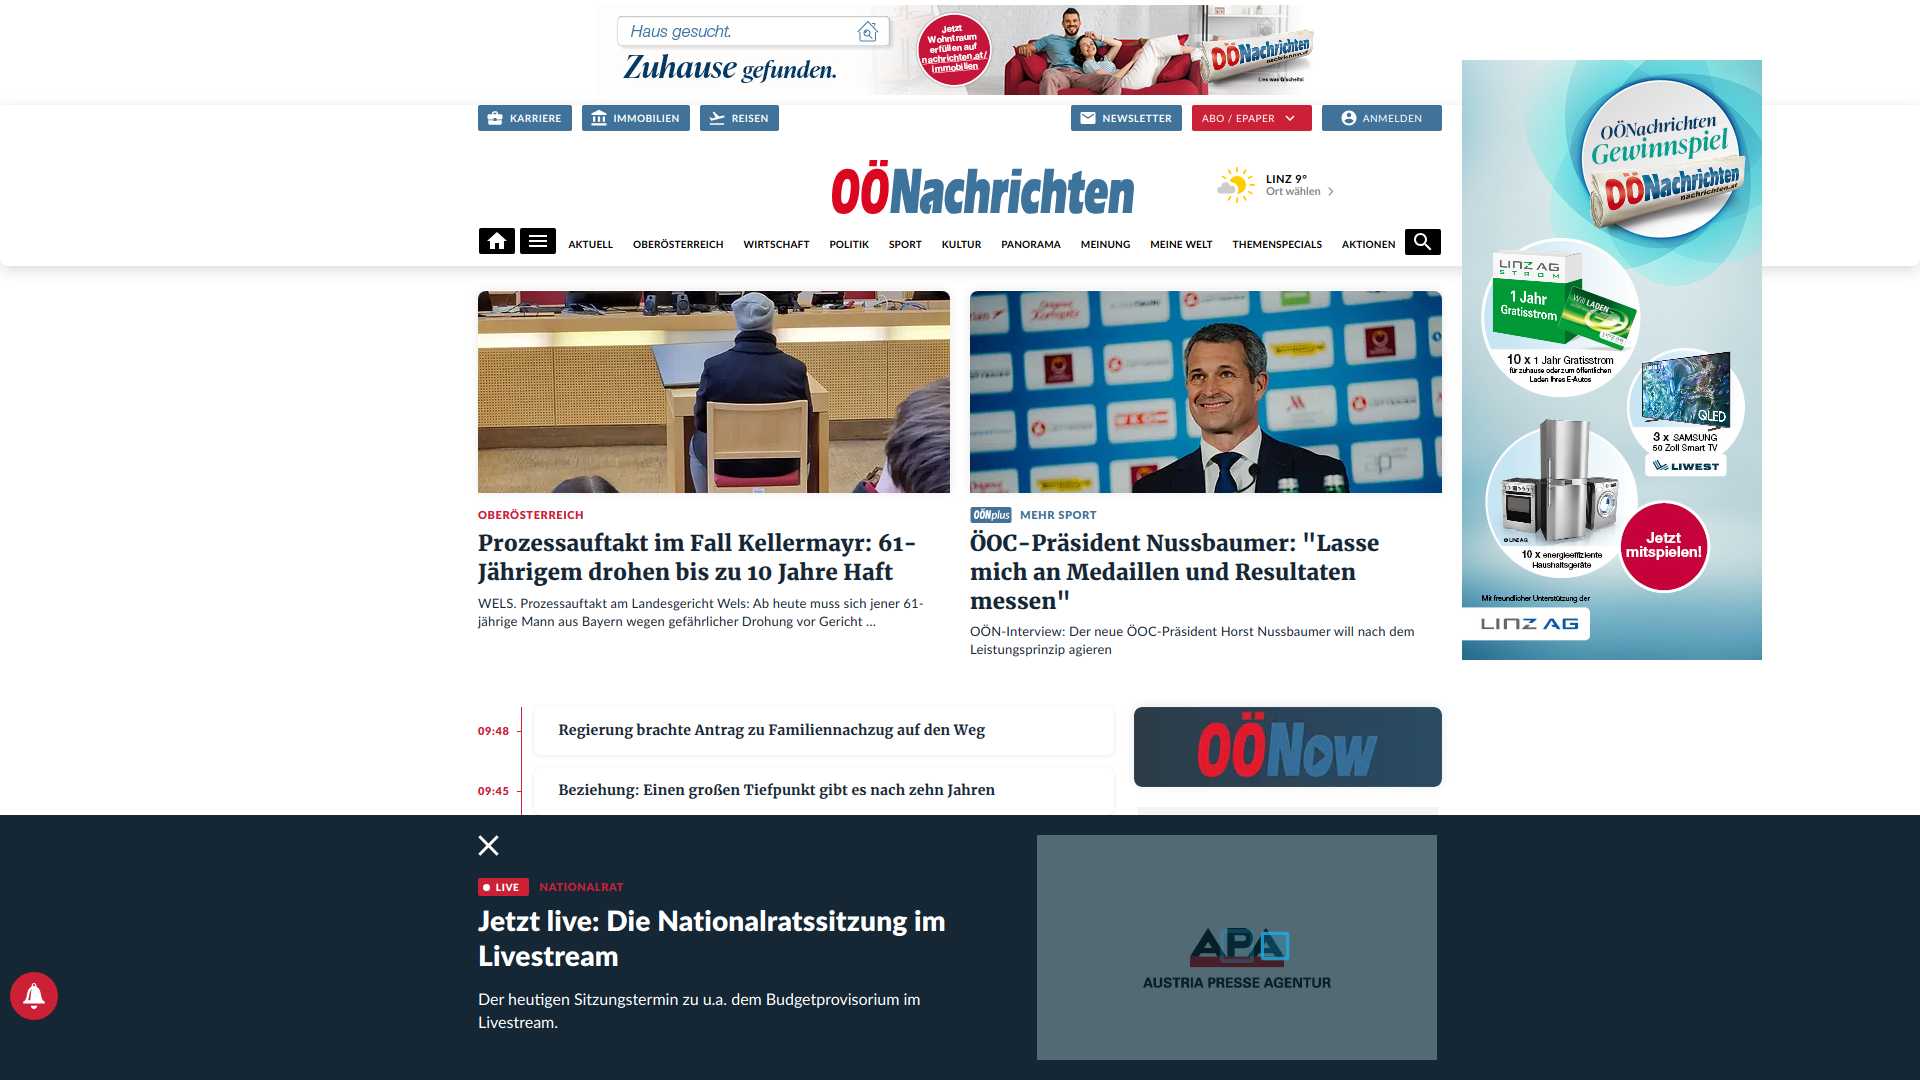 Haus gesucht.
Zuhause gefunden.
Jetzt
Wohntraum
erfüllen auf
nachrichten.at/
immobilien
OÖNachrichten
Lies was G'scheits!
KARRIERE
IMMOBILIEN
REISEN
NEWSLETTER
ABO / EPAPER
ANMELDEN
OÖNachrichten
LINZ 9°
Ort wählen
AKTUELL
OBERÖSTERREICH
WIRTSCHAFT
POLITIK
SPORT
KULTUR
PANORAMA
MEINUNG
MEINE WELT
THEMENSPECIALS
AKTIONEN
OBERÖSTERREICH
Prozessauftakt im Fall Kellermayr: 61-
Jährigem drohen bis zu 10 Jahre Haft
WELS. Prozessauftakt am Landesgericht Wels: Ab heute muss sich jener 61-
jährige Mann aus Bayern wegen gefährlicher Drohung vor Gericht ...
OÖNplus MEHR SPORT
ÖOC-Präsident Nussbaumer: "Lasse
mich an Medaillen und Resultaten
messen"
OÖN-Interview: Der neue ÖOC-Präsident Horst Nussbaumer will nach dem
Leistungsprinzip agieren
OÖNachrichten
Gewinnspiel
OÖNachrichten
nachrichten.at
LINZ AG
STROM
1 Jahr
Gratisstrom
Will LADEN
10 x 1 Jahr Gratisstrom
für zuhause oder zum öffentlichen
Laden Ihres E-Autos
QLED
3 x SAMSUNG
50 Zoll Smart TV
LIWEST
© LINZ AG
10 x energieeffiziente
Haushaltsgeräte
Jetzt
mitspielen!
Mit freundlicher Unterstützung der
LINZ AG
09:48
Regierung brachte Antrag zu Familiennachzug auf den Weg
09:45
Beziehung: Einen großen Tiefpunkt gibt es nach zehn Jahren
OÖNow
LIVE NATIONALRAT
Jetzt live: Die Nationalratssitzung im
Livestream
Der heutigen Sitzungstermin zu u.a. dem Budgetprovisorium im
Livestream.
APA
AUSTRIA PRESSE AGENTUR